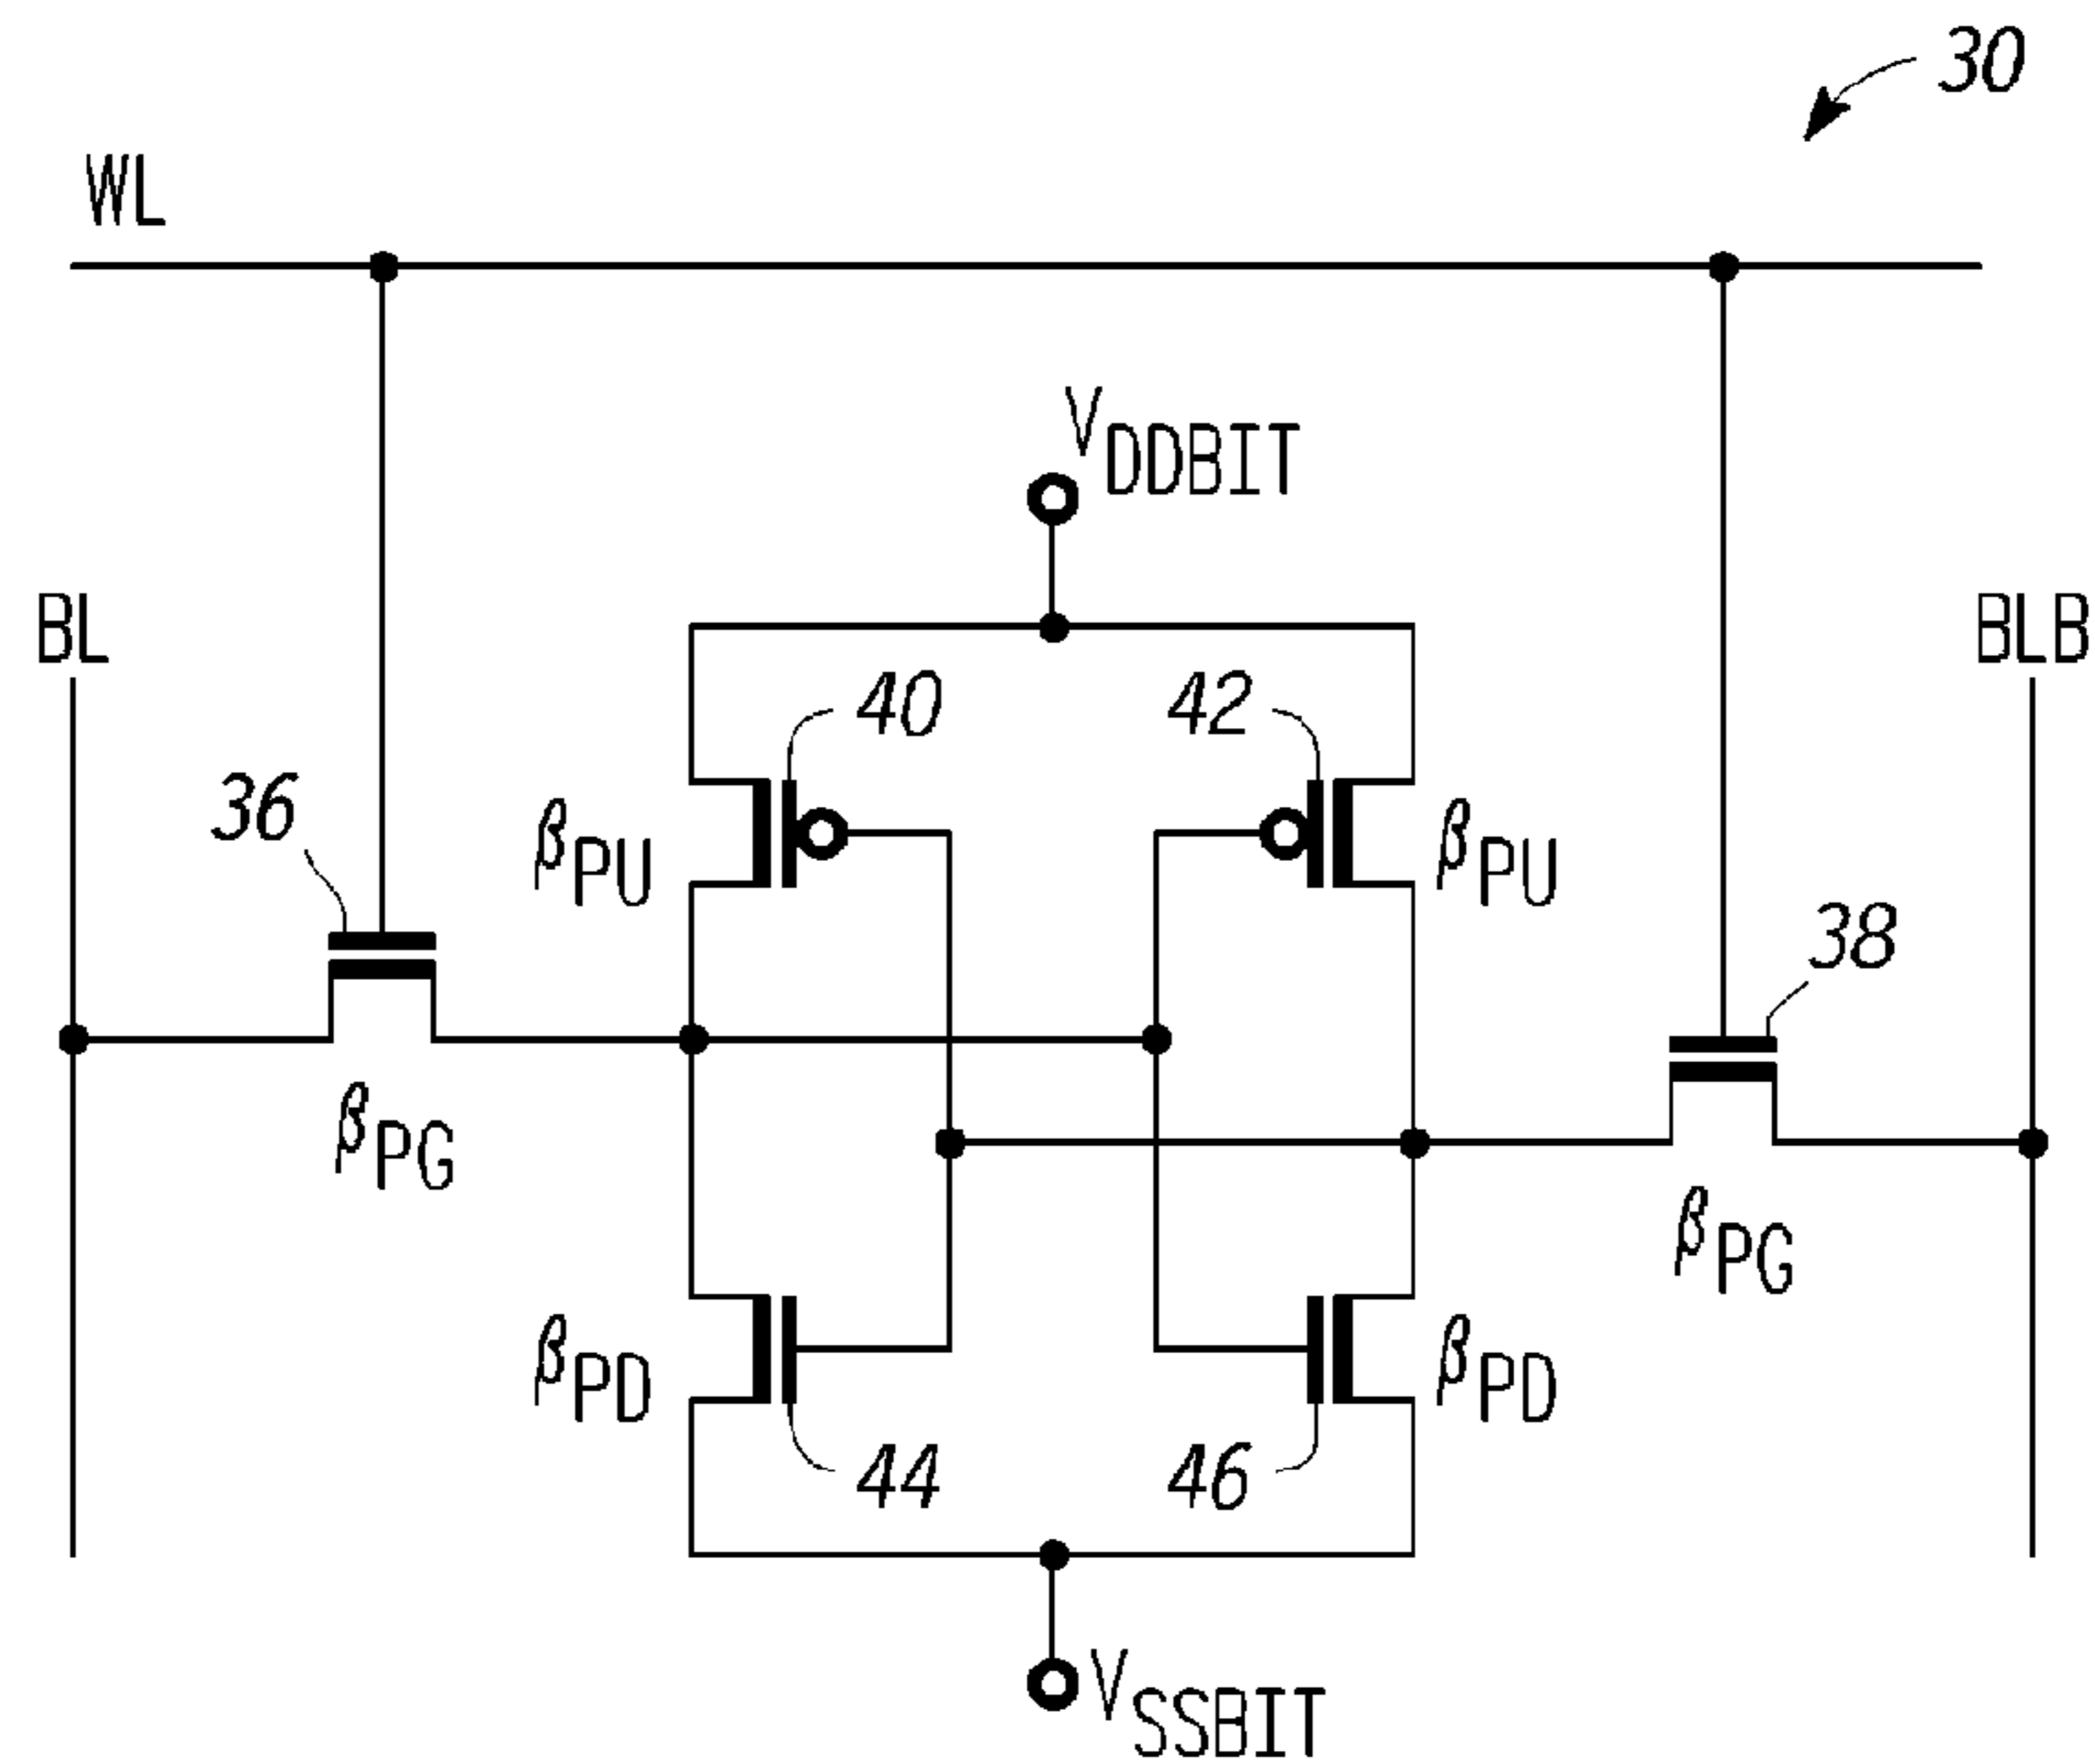 30
WL
VDDBIT
BL
BLB
40
42
36
βPU
βPU
38
βPG
βPG
βPD
βPD
44
46
VSSBIT